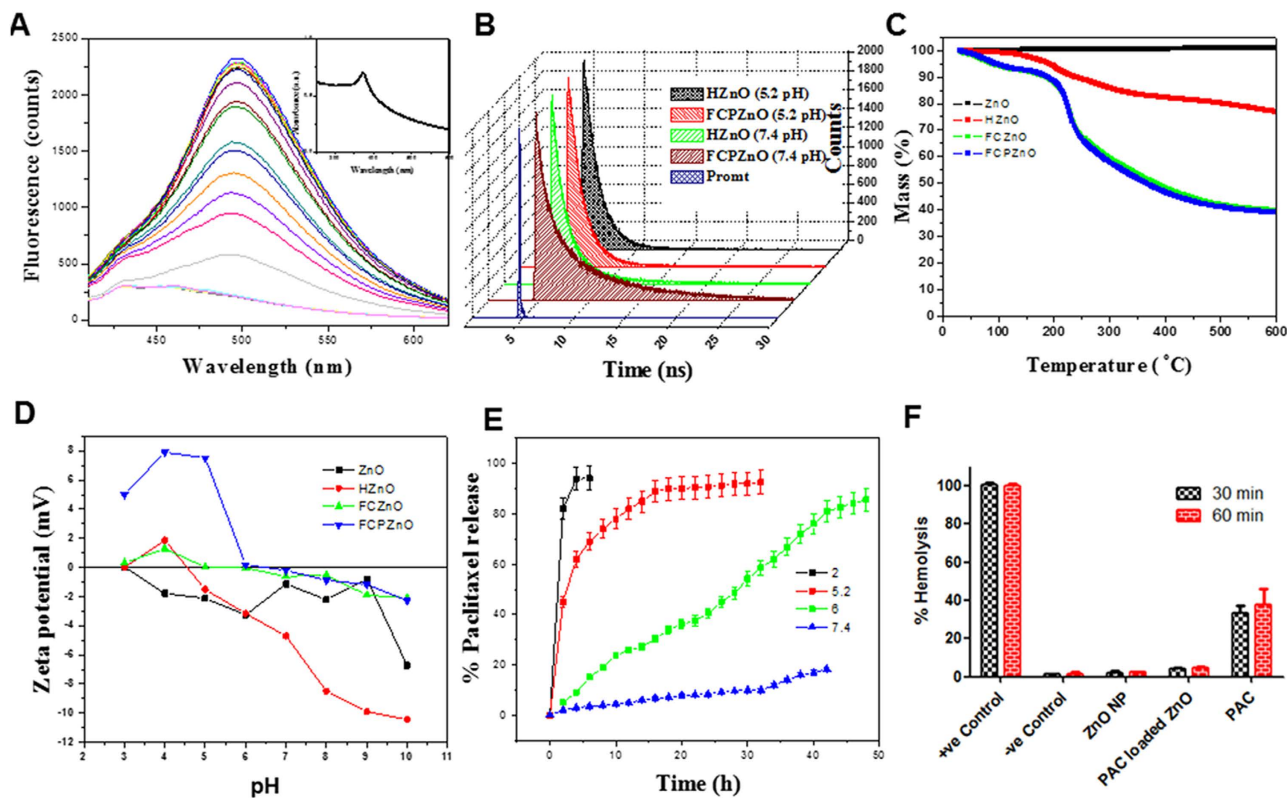 A
2500
2000
1500
1000
500
0
Fluorescence (counts)
450 500 550 600
Wavelength (nm)
Wavelength (nm)
B
HZnO (5.2 pH)
FCPZnO (5.2 pH)
HZnO (7.4 pH)
FCPZnO (7.4 pH)
Promt
2000
1800
1600
1400
1200
1000
800
600
400
200
0
Counts
5 10 15 20 25 30
Time (ns)
C
100
90
80
70
60
50
40
30
20
10
0
Mass (%)
ZnO
HZnO
FCZnO
FCPZnO
0 100 200 300 400 500 600
Temperature (˚C)
D
8
6
4
2
0
-2
-4
-6
-8
-10
-12
Zeta potential (mV)
ZnO
HZnO
FCZnO
FCPZnO
2 3 4 5 6 7 8 9 10 11
pH
E
100
80
60
40
20
0
% Paclitaxel release
2
5.2
6
7.4
0 10 20 30 40 50
Time (h)
F
100
80
60
40
20
0
% Hemolysis
30 min
60 min
+ve Control
-ve Control
ZnO NP
PAC loaded ZnO
PAC